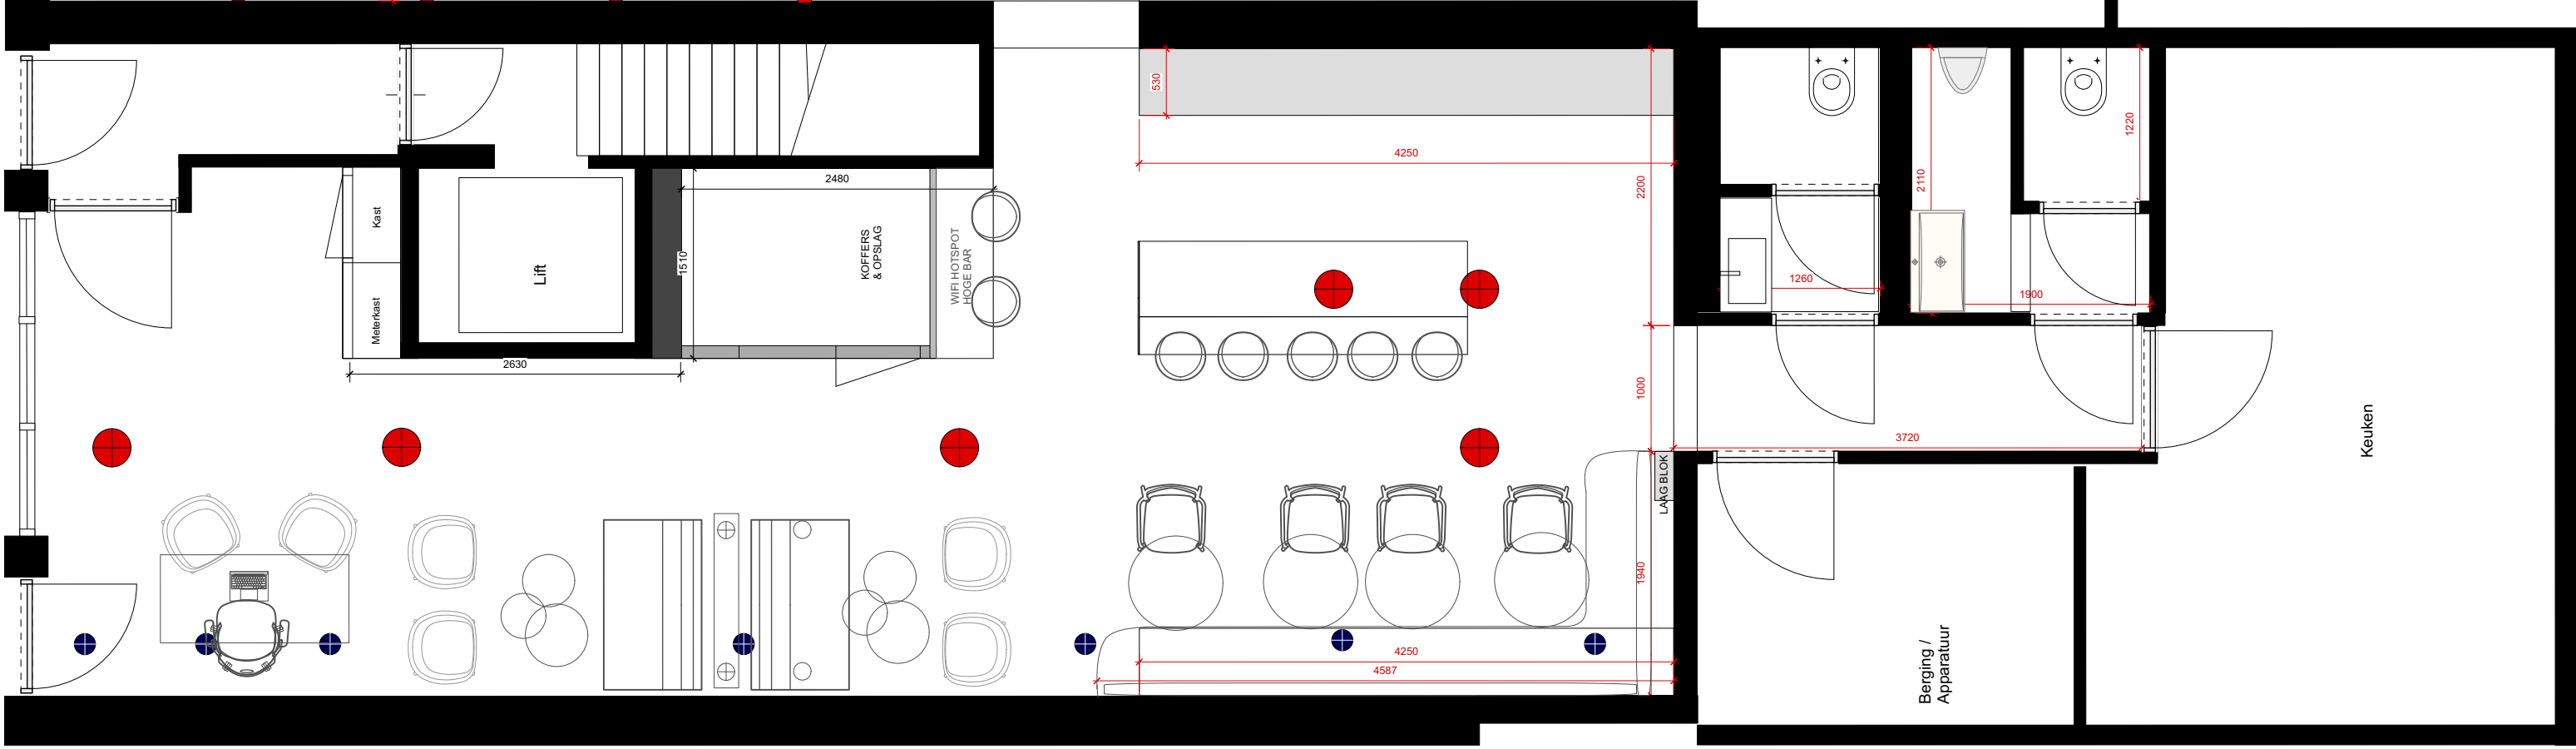 530
4250
2200
2110
1220
2480
Kast
Lift
1510
KOFFERS
& OPSLAG
WIFI HOTSPOT
HOGE BAR
1260
1900
Meterkast
2630
1000
3720
Keuken
LAAG BLOK
1940
4250
4587
Berging /
Apparatuur